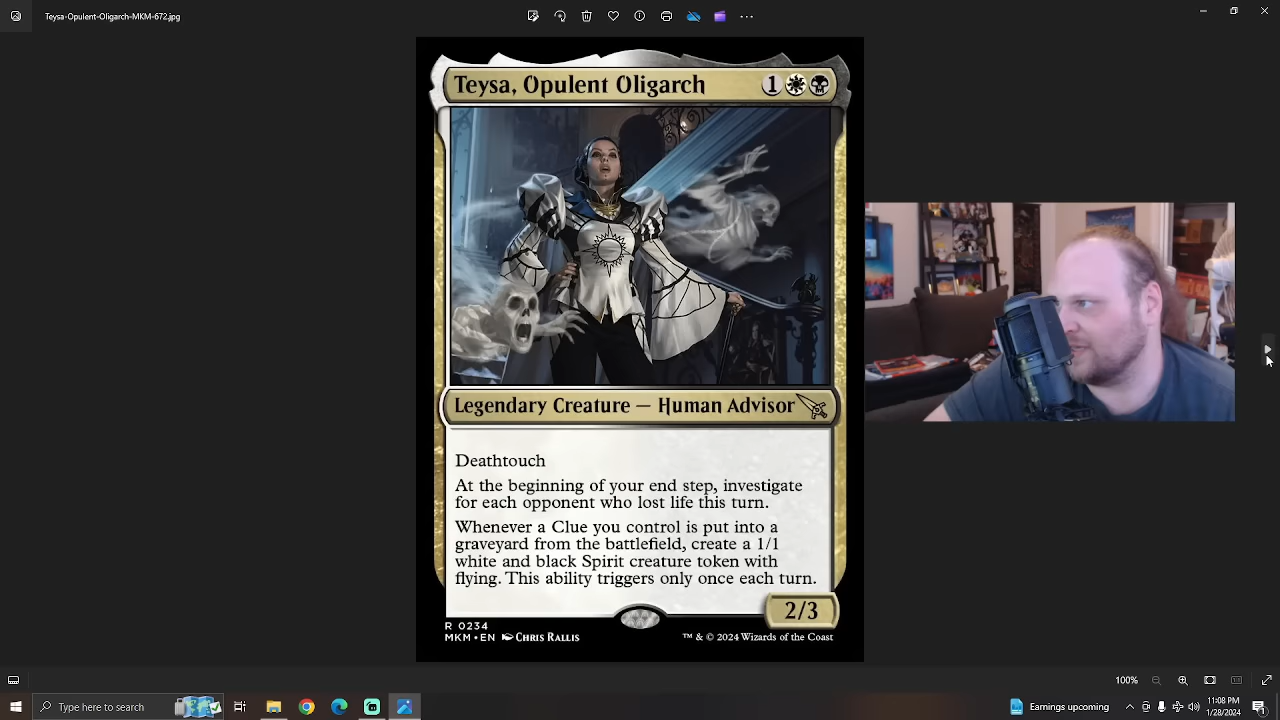 Teysa-Opulent-Oligarch-MKM-672.jpg
Teysa, Opulent Oligarch 1
Legendary Creature — Human Advisor
Deathtouch
At the beginning of your end step, investigate
for each opponent who lost life this turn.
Whenever a Clue you control is put into a
graveyard from the battlefield, create a 1/1
white and black Spirit creature token with
flying. This ability triggers only once each turn.
2/3
R 0234
MKM • EN Chris Rallis
™ & © 2024 Wizards of the Coast
100%
Type here to search
Earnings upcoming
11:08 PM
1/28/2024